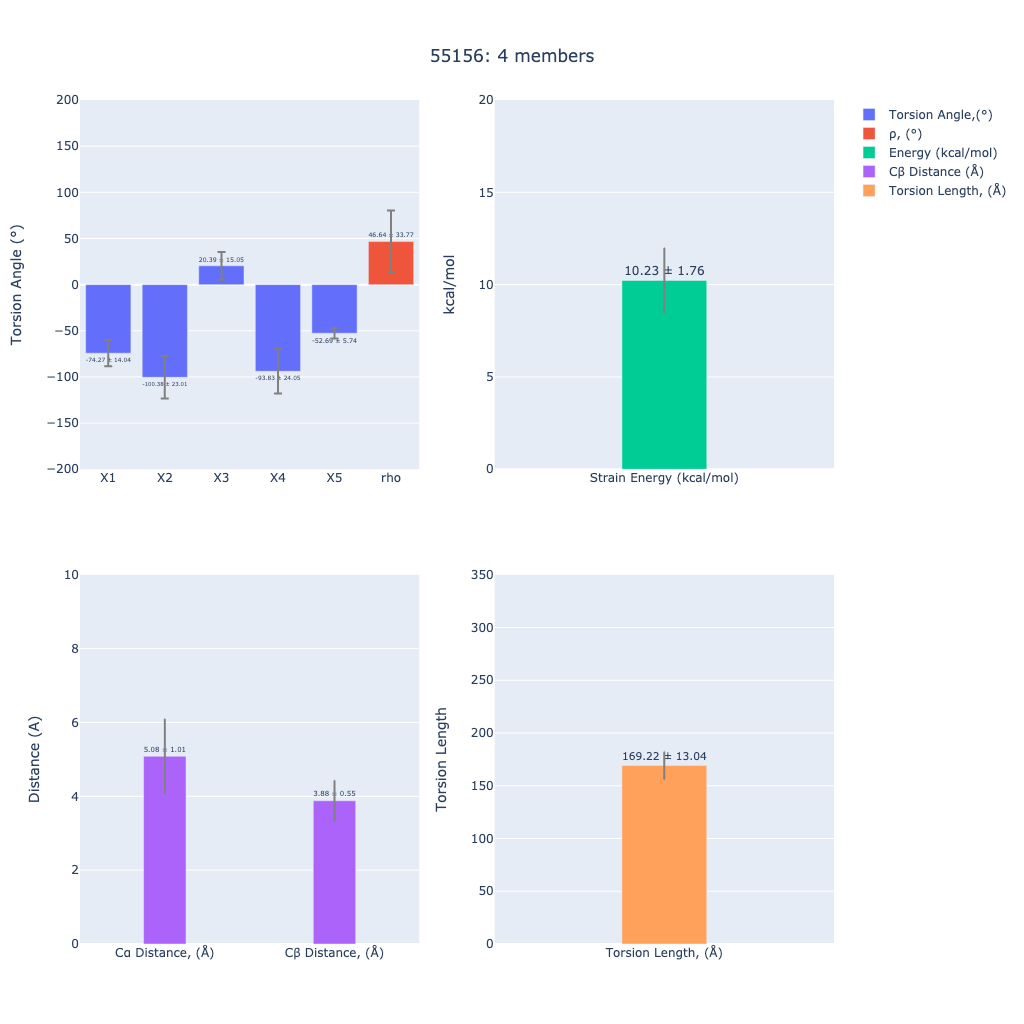 55156: 4 members
Torsion Angle,(°)
ρ, (°)
Energy (kcal/mol)
Cβ Distance (Å)
Torsion Length, (Å)
Torsion Angle (°)
200
150
100
50
0
−50
−100
−150
−200
-74.27 ± 14.04
-100.38 ± 23.01
20.39 ± 15.05
-93.83 ± 24.05
-52.69 ± 5.74
46.64 ± 33.77
X1 X2 X3 X4 X5 rho
kcal/mol
20
15
10
5
0
10.23 ± 1.76
Strain Energy (kcal/mol)
Distance (A)
10
8
6
4
2
0
5.08 ± 1.01
3.88 ± 0.55
Cα Distance, (Å) Cβ Distance, (Å)
Torsion Length
350
300
250
200
150
100
50
0
169.22 ± 13.04
Torsion Length, (Å)